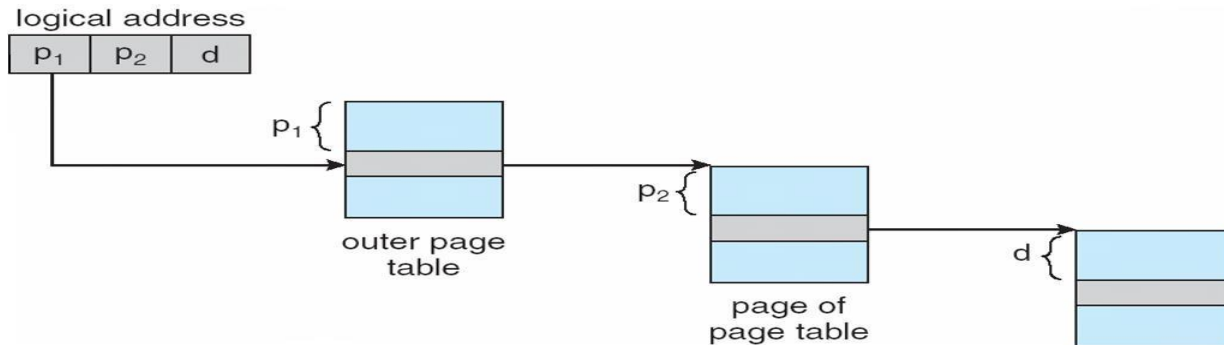 logical address
p₁ p₂ d
p₁
outer page
table
p₂
page of
page table
d